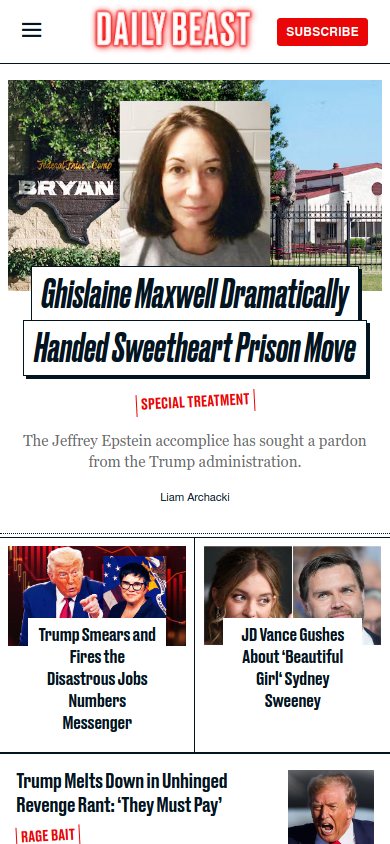 DAILY BEAST
SUBSCRIBE
Federal Prison Camp
BRYAN
Ghislaine Maxwell Dramatically
Handed Sweetheart Prison Move
SPECIAL TREATMENT
The Jeffrey Epstein accomplice has sought a pardon
from the Trump administration.
Liam Archacki
Trump Smears and
Fires the
Disastrous Jobs
Numbers
Messenger
JD Vance Gushes
About ‘Beautiful
Girl‘ Sydney
Sweeney
Trump Melts Down in Unhinged
Revenge Rant: ‘They Must Pay’
RAGE BAIT